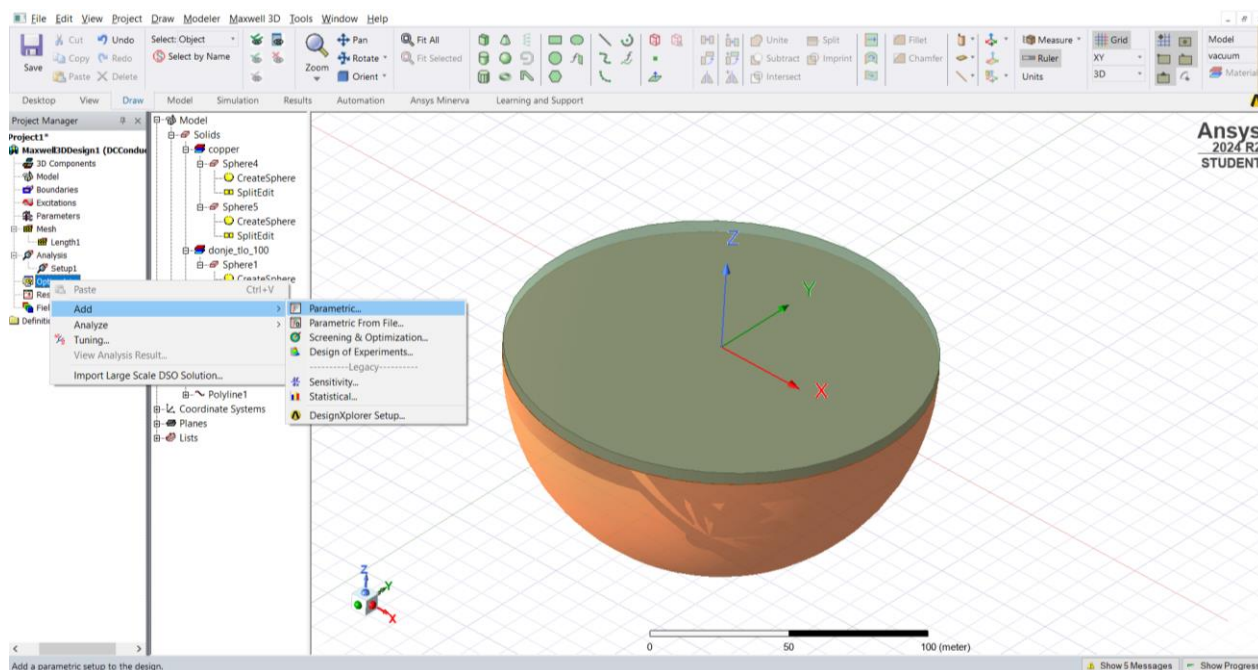 File Edit View Project Draw Modeler Maxwell 3D Tools Window Help
Save
Cut
Copy
Paste
Undo
Redo
Delete
Select: Object
Select by Name
Zoom
Pan
Rotate
Orient
Fit All
Fit Selected
Unite
Subtract
Intersect
Split
Imprint
Fillet
Chamfer
Measure
Ruler
Units
Grid
XY
3D
Model
vacuum
Material
Desktop View Draw Model Simulation Results Automation Ansys Minerva Learning and Support
Project Manager
Project1*
Maxwell3DDesign1 (DCCondu
3D Components
Model
Boundaries
Excitations
Parameters
Mesh
Length1
Analysis
Setup1
Res
Fiel
Model
Solids
copper
Sphere4
CreateSphere
SplitEdit
Sphere5
CreateSphere
SplitEdit
donje_tlo_100
Sphere1
CreateSphere
Polyline1
Coordinate Systems
Planes
Lists
Paste Ctrl+V
Add
Analyze
Tuning...
View Analysis Result...
Import Large Scale DSO Solution...
Parametric...
Parametric From File...
Screening & Optimization...
Design of Experiments...
----------Legacy----------
Sensitivity...
Statistical...
DesignXplorer Setup...
Ansys
2024 R2
STUDENT
Z
Y
X
Z
Y
X
0 50 100 (meter)
Add a parametric setup to the design.
Show 5 Messages Show Progres